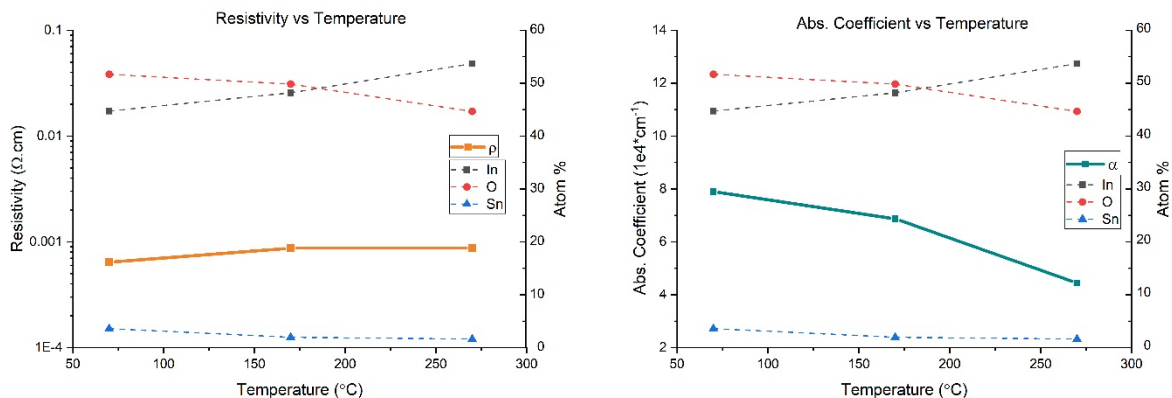 Resistivity vs Temperature
0.1
0.01
0.001
1E−4
Resistivity (Ω.cm)
60
50
40
30
20
10
0
Atom %
ρ
In
O
Sn
50 100 150 200 250 300
Temperature (°C)
Abs. Coefficient vs Temperature
14
12
10
8
6
4
2
Abs. Coefficient (1e4*cm⁻¹)
60
50
40
30
20
10
0
Atom %
α
In
O
Sn
50 100 150 200 250 300
Temperature (°C)